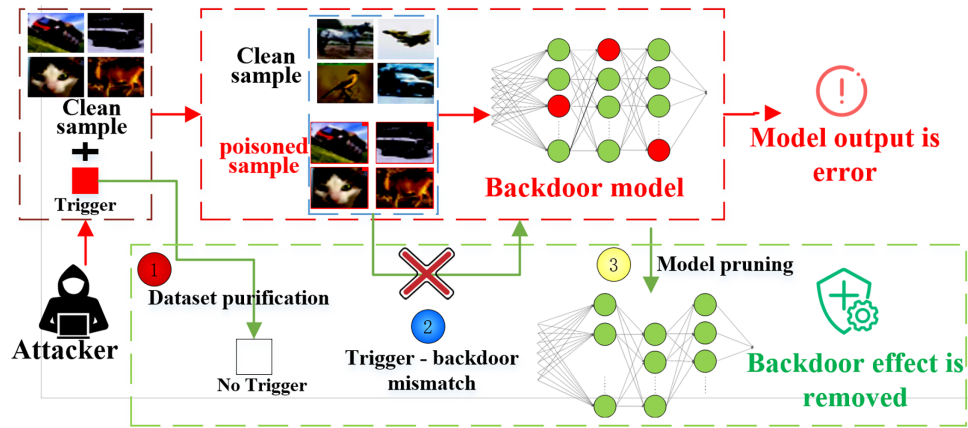 Clean
sample
+
Trigger
Attacker
Clean
sample
poisoned
sample
Backdoor model
Model output is
error
1
Dataset purification
No Trigger
2
Trigger - backdoor
mismatch
3
Model pruning
Backdoor effect is
removed